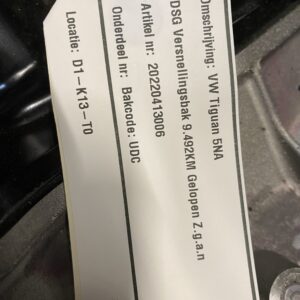 Omschrijving: VW Tiguan 5NA
DSG Versnellingsbak 9.492KM Gelopen Z.g.a.n
Artikel nr: 20220413006
Onderdeel nr: Bakcode: UDC
Locatie: D1-K13-T0